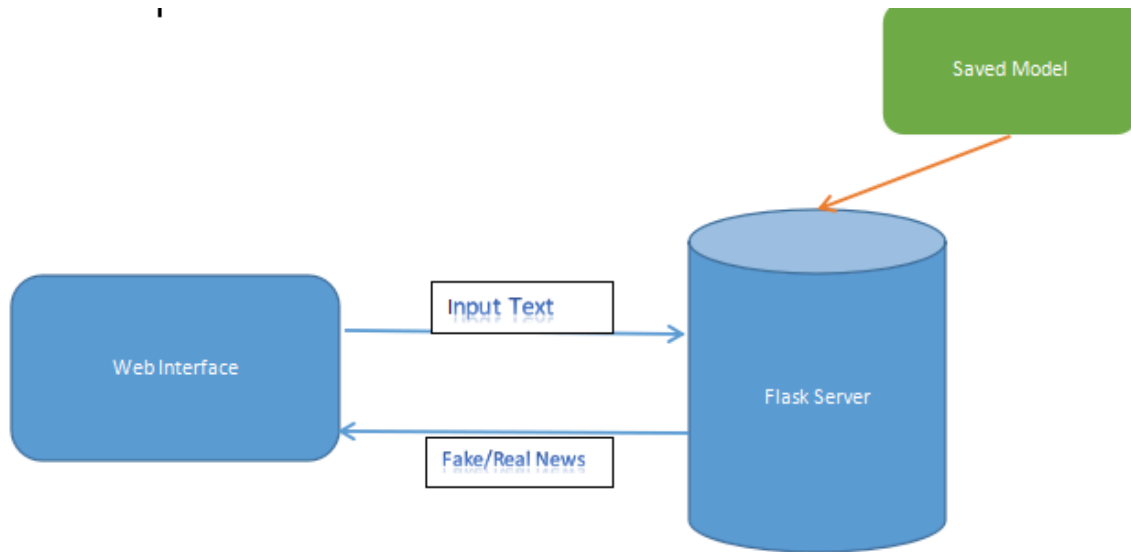 Saved Model
Input Text
Web Interface
Flask Server
Fake/Real News